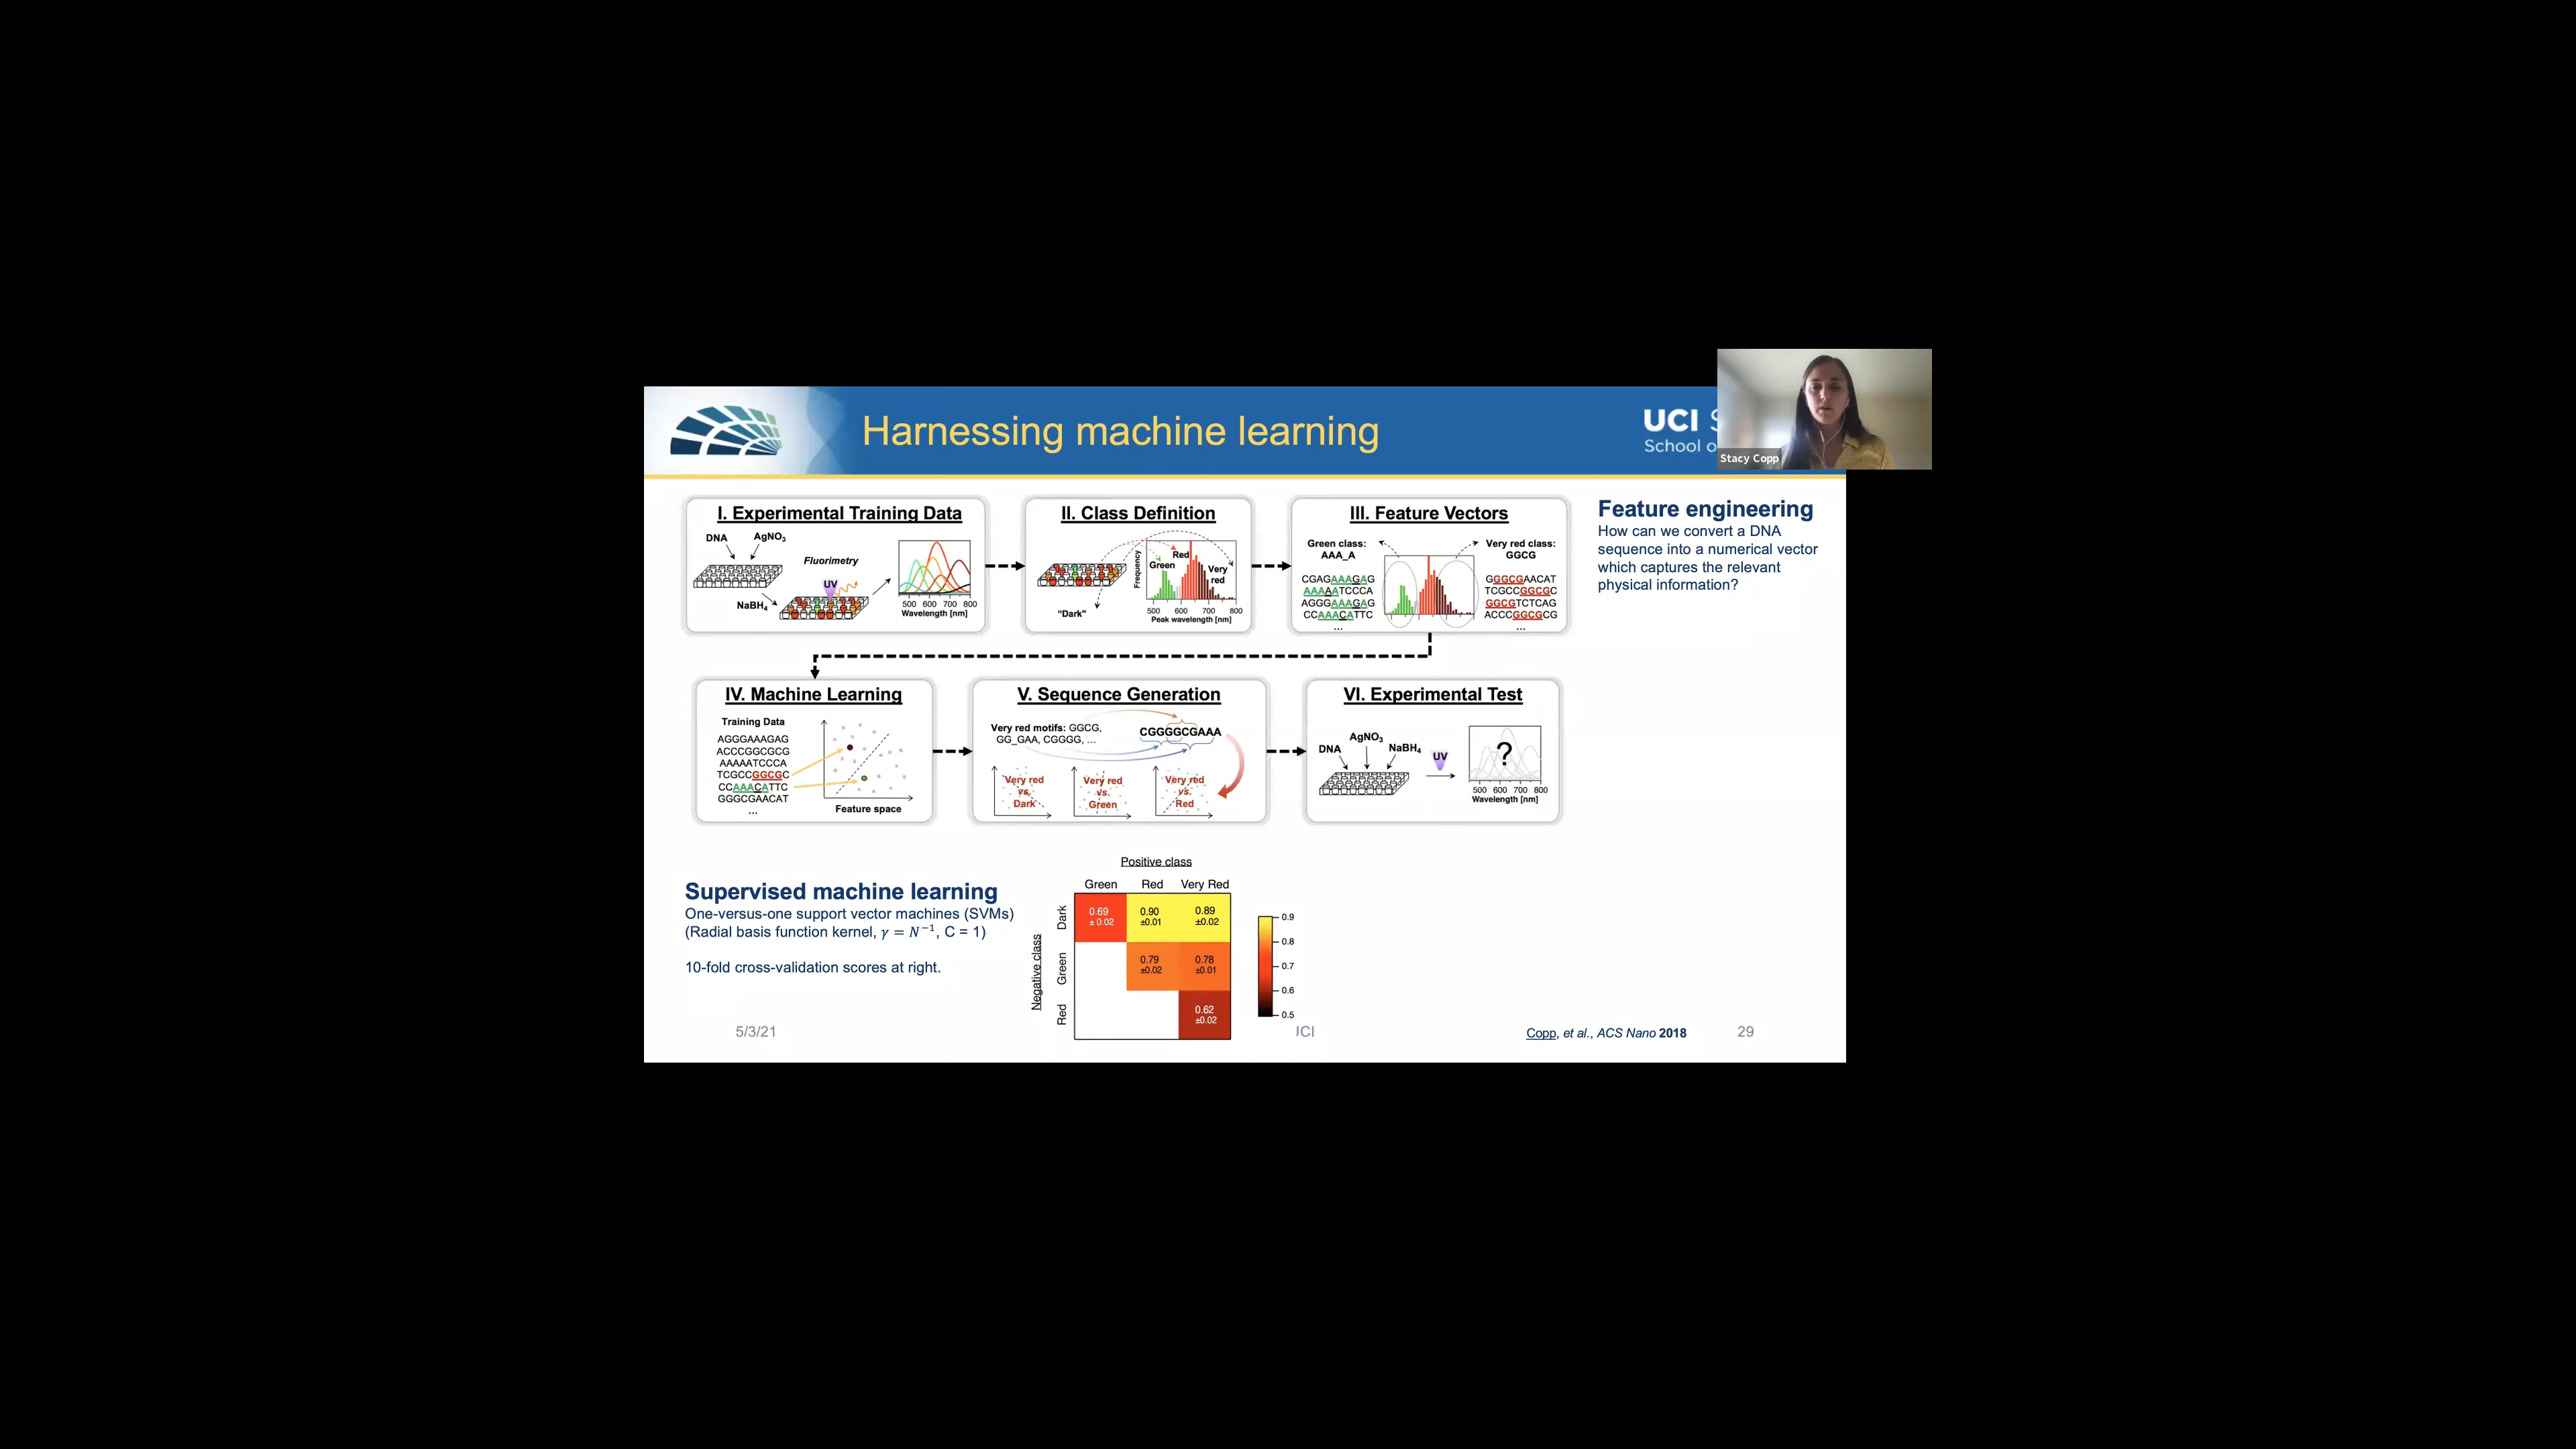 Harnessing machine learning
UCI
School o
Stacy Copp
I. Experimental Training Data
DNA
AgNO3
Fluorimetry
UV
NaBH4
500 600 700 800
Wavelength [nm]
II. Class Definition
Frequency
Green
Red
Very
red
"Dark"
500 600 700 800
Peak wavelength [nm]
III. Feature Vectors
Green class:
AAA_A
Very red class:
GGCG
CGAGAAAGAG
AAAAATCCCA
AGGGAAAGAG
CCAAACATTC
...
GGGCGAACAT
TCGCCGGCGC
GGCGTCTCAG
ACCCGGCGCG
...
Feature engineering
How can we convert a DNA
sequence into a numerical vector
which captures the relevant
physical information?
IV. Machine Learning
Training Data
AGGGAAAGAG
ACCCGGCGCG
AAAAATCCCA
TCGCCGGCGC
CCAAACATTC
GGGCGAACAT
...
Feature space
V. Sequence Generation
Very red motifs: GGCG,
GG_GAA, CGGGG, ...
CGGGGCGAAA
Very red
vs.
Dark
Very red
vs.
Green
Very red
vs.
Red
VI. Experimental Test
DNA
AgNO3
NaBH4
UV
?
500 600 700 800
Wavelength [nm]
Supervised machine learning
One-versus-one support vector machines (SVMs)
(Radial basis function kernel, γ = N⁻¹, C = 1)
10-fold cross-validation scores at right.
Positive class
Green Red Very Red
Negative class
Dark
Green
Red
0.69
± 0.02
0.90
±0.01
0.89
±0.02
0.79
±0.02
0.78
±0.01
0.62
±0.02
0.9
0.8
0.7
0.6
0.5
5/3/21
JCI
Copp, et al., ACS Nano 2018
29